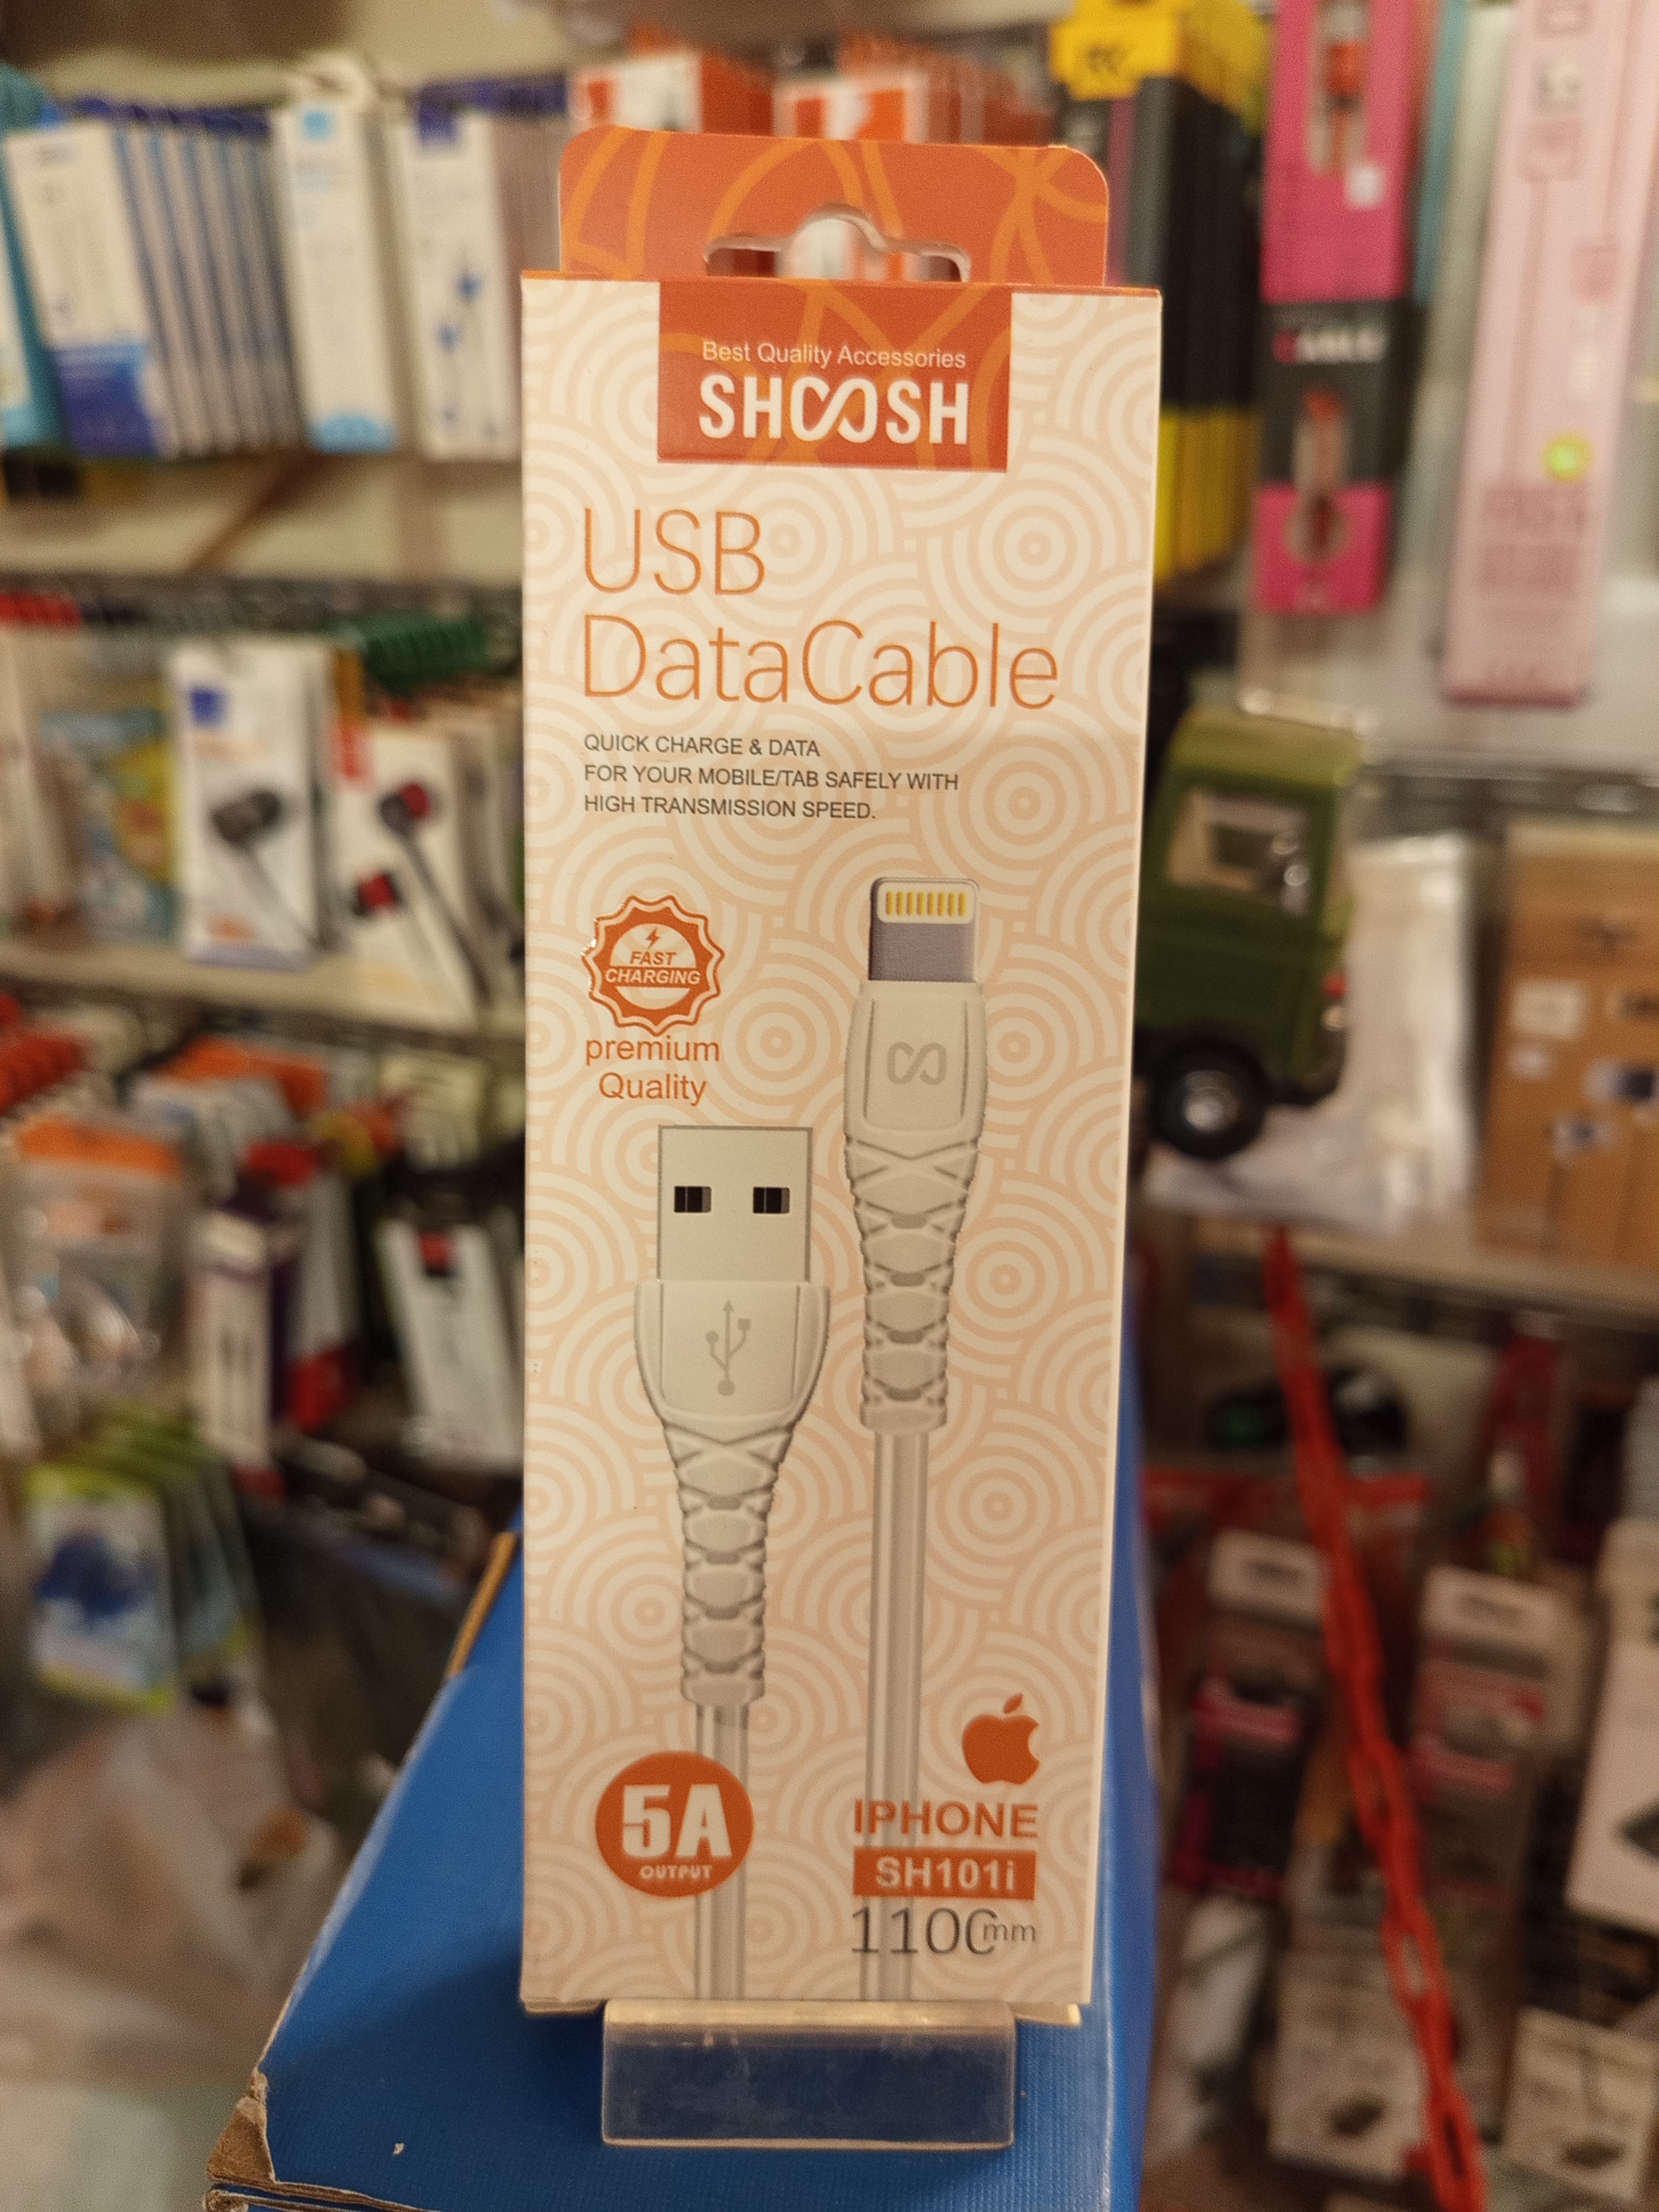 Best Quality Accessories
SHOOSH
USB
DataCable
QUICK CHARGE & DATA
FOR YOUR MOBILE/TAB SAFELY WITH
HIGH TRANSMISSION SPEED.
FAST
CHARGING
premium
Quality
5A
OUTPUT
IPHONE
SH101i
1100mm
CABLE